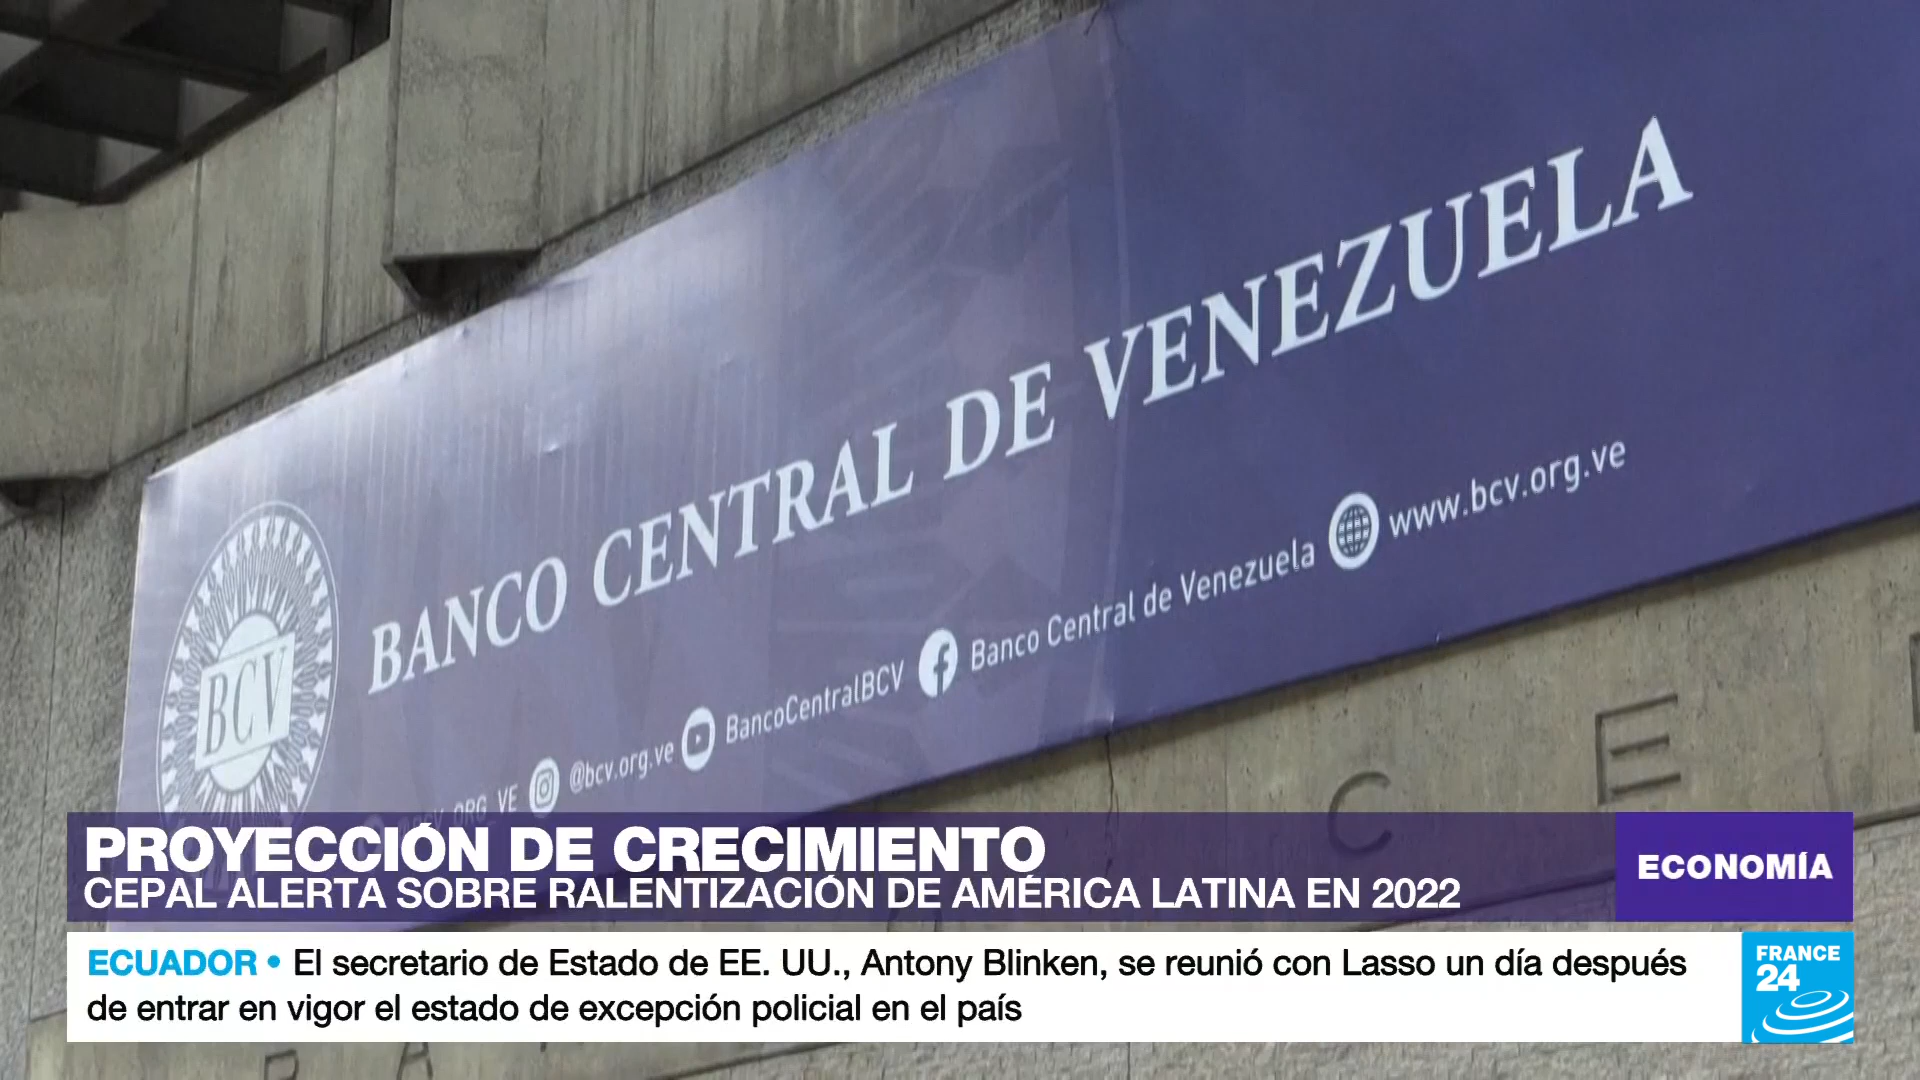 BANCO CENTRAL DE VENEZUELA
BCV
ORG_VE @bcv.org.ve BancoCentralBCV Banco Central de Venezuela www.bcv.org.ve
C E
PROYECCIÓN DE CRECIMIENTO
CEPAL ALERTA SOBRE RALENTIZACIÓN DE AMÉRICA LATINA EN 2022
ECONOMÍA
ECUADOR • El secretario de Estado de EE. UU., Antony Blinken, se reunió con Lasso un día después
de entrar en vigor el estado de excepción policial en el país
FRANCE
24